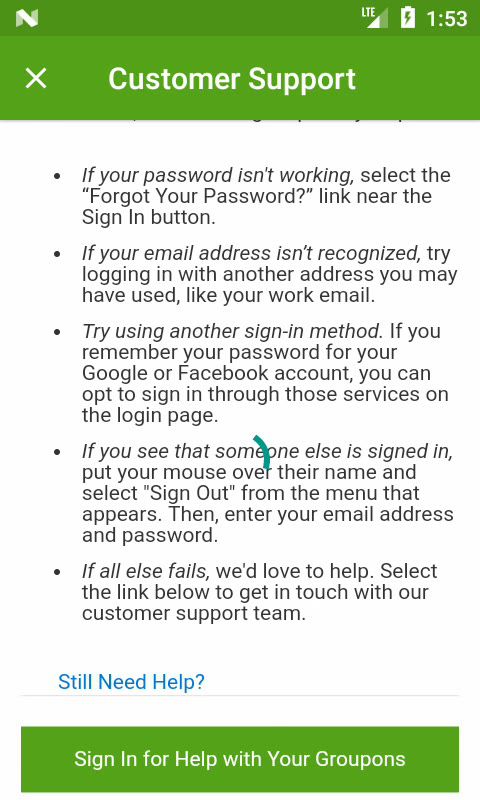 LTE 1:53
Customer Support
• If your password isn't working, select the
“Forgot Your Password?” link near the
Sign In button.
• If your email address isn’t recognized, try
logging in with another address you may
have used, like your work email.
• Try using another sign-in method. If you
remember your password for your
Google or Facebook account, you can
opt to sign in through those services on
the login page.
• If you see that someone else is signed in,
put your mouse over their name and
select "Sign Out" from the menu that
appears. Then, enter your email address
and password.
• If all else fails, we'd love to help. Select
the link below to get in touch with our
customer support team.
Still Need Help?
Sign In for Help with Your Groupons